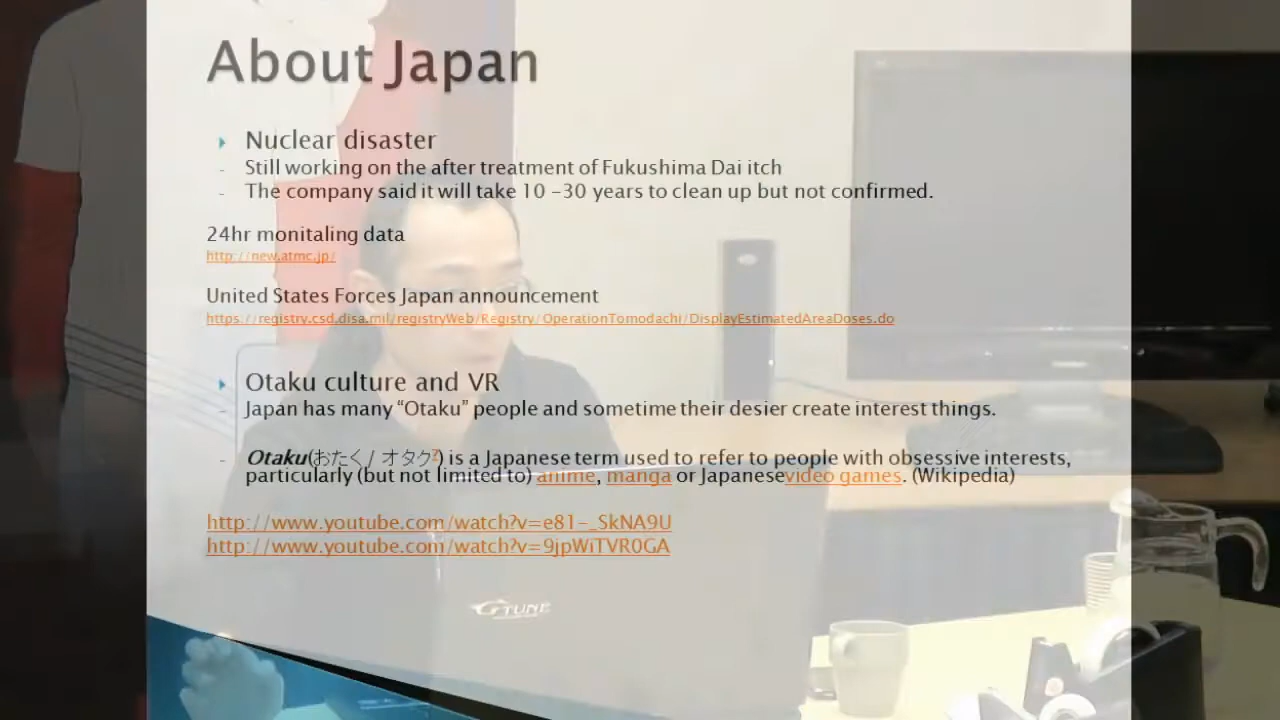 About Japan
Nuclear disaster
- Still working on the after treatment of Fukushima Dai itch
- The company said it will take 10 -30 years to clean up but not confirmed.
24hr monitaling data
http://new.atmc.jp/
United States Forces Japan announcement
https://registry.csd.disa.mil/registryWeb/Registry/OperationTomodachi/DisplayEstimatedAreaDoses.do
Otaku culture and VR
- Japan has many “Otaku” people and sometime their desier create interest things.
- Otaku(おたく / オタク?) is a Japanese term used to refer to people with obsessive interests,
particularly (but not limited to) anime, manga or Japanesevideo games. (Wikipedia)
http://www.youtube.com/watch?v=e81-_SkNA9U
http://www.youtube.com/watch?v=9jpWiTVR0GA
G TUNE